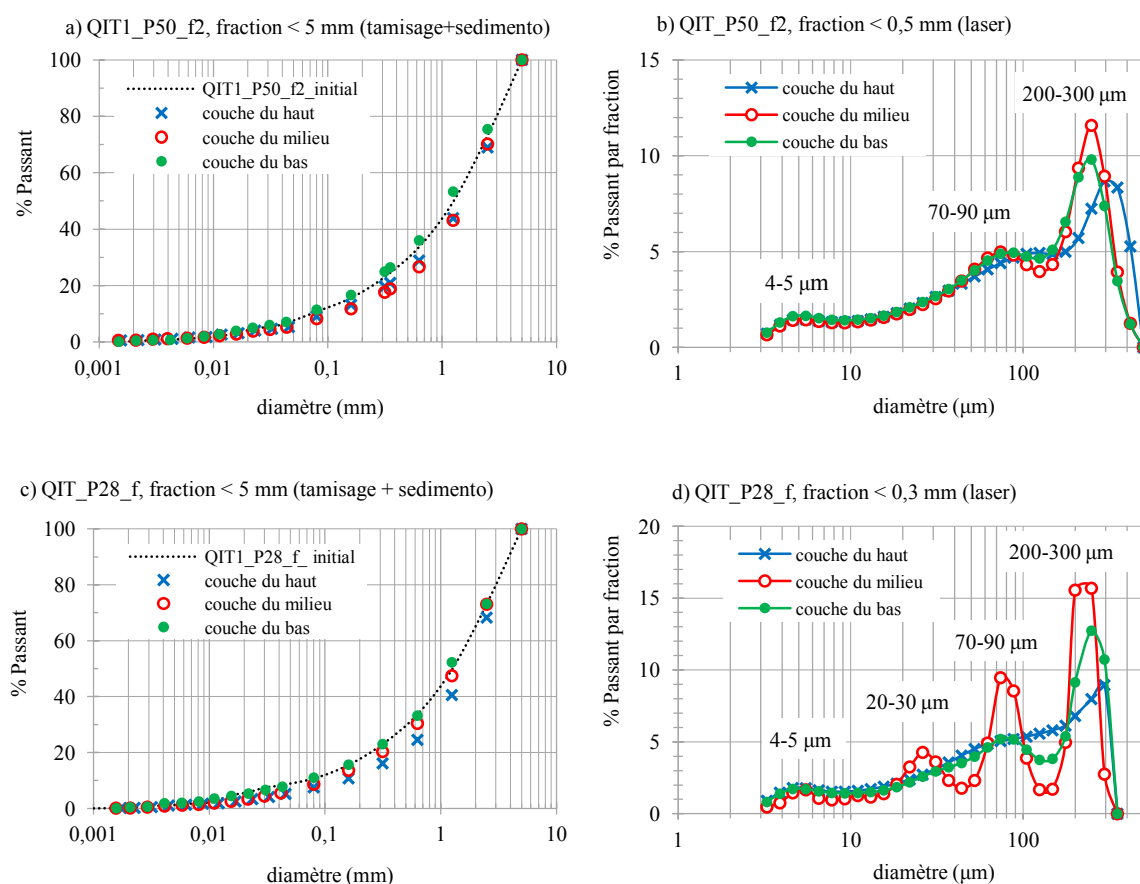 a) QIT1_P50_f2, fraction < 5 mm (tamisage+sedimento)
% Passant
100
80
60
40
20
0
QIT1_P50_f2_initial
couche du haut
couche du milieu
couche du bas
0,001
0,01
0,1
1
10
diamètre (mm)
b) QIT_P50_f2, fraction < 0,5 mm (laser)
% Passant par fraction
15
10
5
0
couche du haut
couche du milieu
couche du bas
200-300 μm
70-90 μm
4-5 μm
1
10
100
diamètre (μm)
c) QIT_P28_f, fraction < 5 mm (tamisage + sedimento)
% Passant
100
80
60
40
20
0
QIT1_P28_f_ initial
couche du haut
couche du milieu
couche du bas
0,001
0,01
0,1
1
10
diamètre (mm)
d) QIT_P28_f, fraction < 0,3 mm (laser)
% Passant par fraction
20
15
10
5
0
couche du haut
couche du milieu
couche du bas
200-300 μm
70-90 μm
20-30 μm
4-5 μm
1
10
100
diamètre (μm)